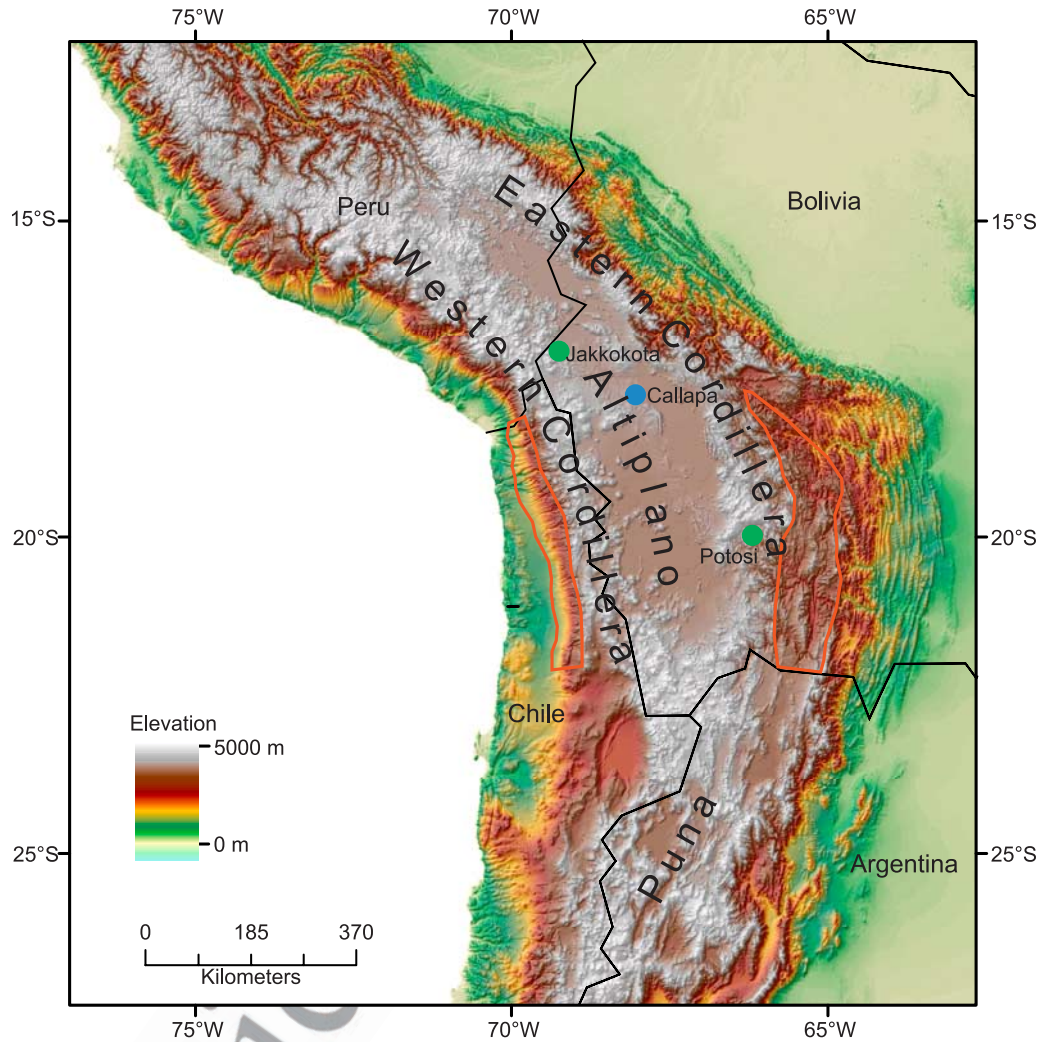 75°W
70°W
65°W
15°S
15°S
Peru
Bolivia
Eastern Cordillera
Western Cordillera
Jakkokota
Altiplano
Callapa
20°S
20°S
Potosi
Chile
Elevation
5000 m
0 m
Puna
25°S
25°S
Argentina
0 185 370
Kilometers
75°W
70°W
65°W